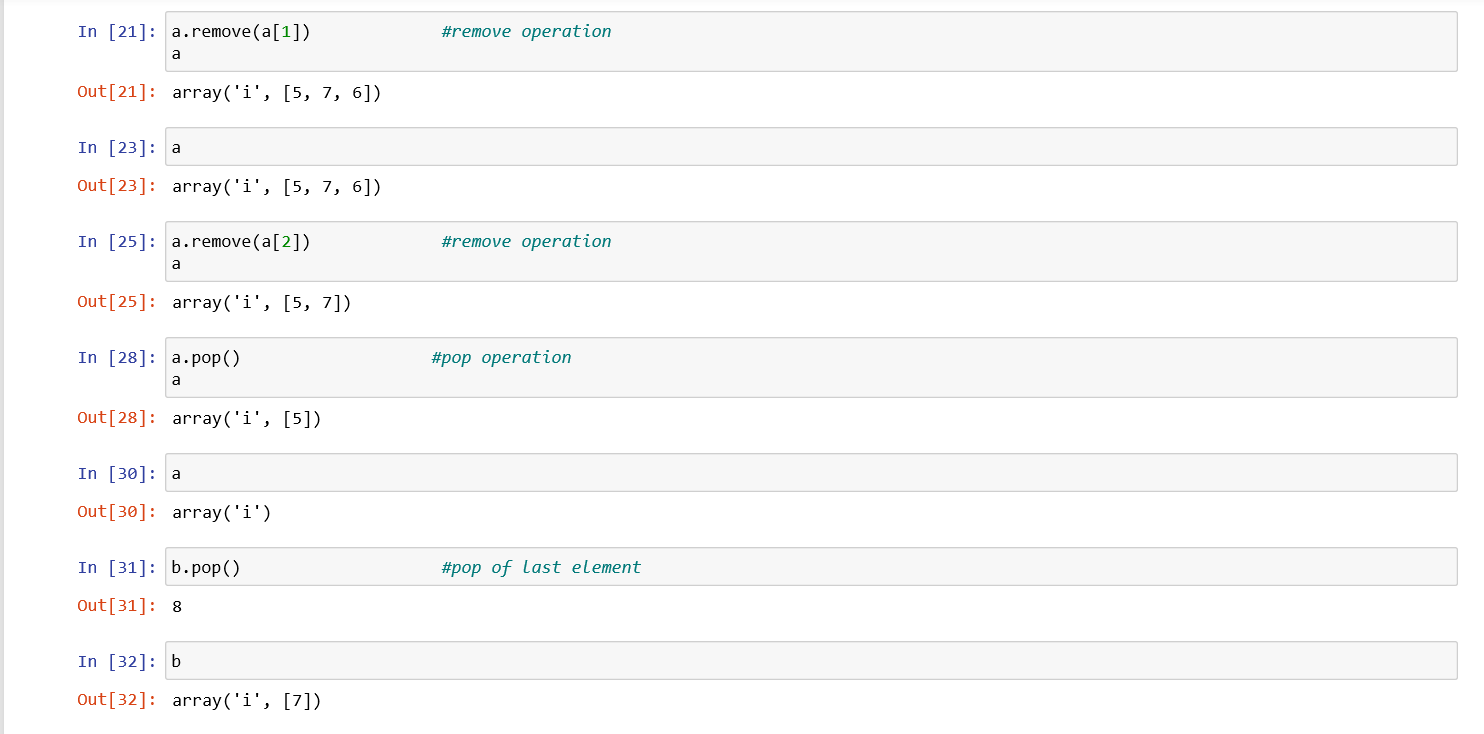 In [21]: a.remove(a[1]) #remove operation
a
Out[21]: array('i', [5, 7, 6])
In [23]: a
Out[23]: array('i', [5, 7, 6])
In [25]: a.remove(a[2]) #remove operation
a
Out[25]: array('i', [5, 7])
In [28]: a.pop() #pop operation
a
Out[28]: array('i', [5])
In [30]: a
Out[30]: array('i')
In [31]: b.pop() #pop of last element
Out[31]: 8
In [32]: b
Out[32]: array('i', [7])